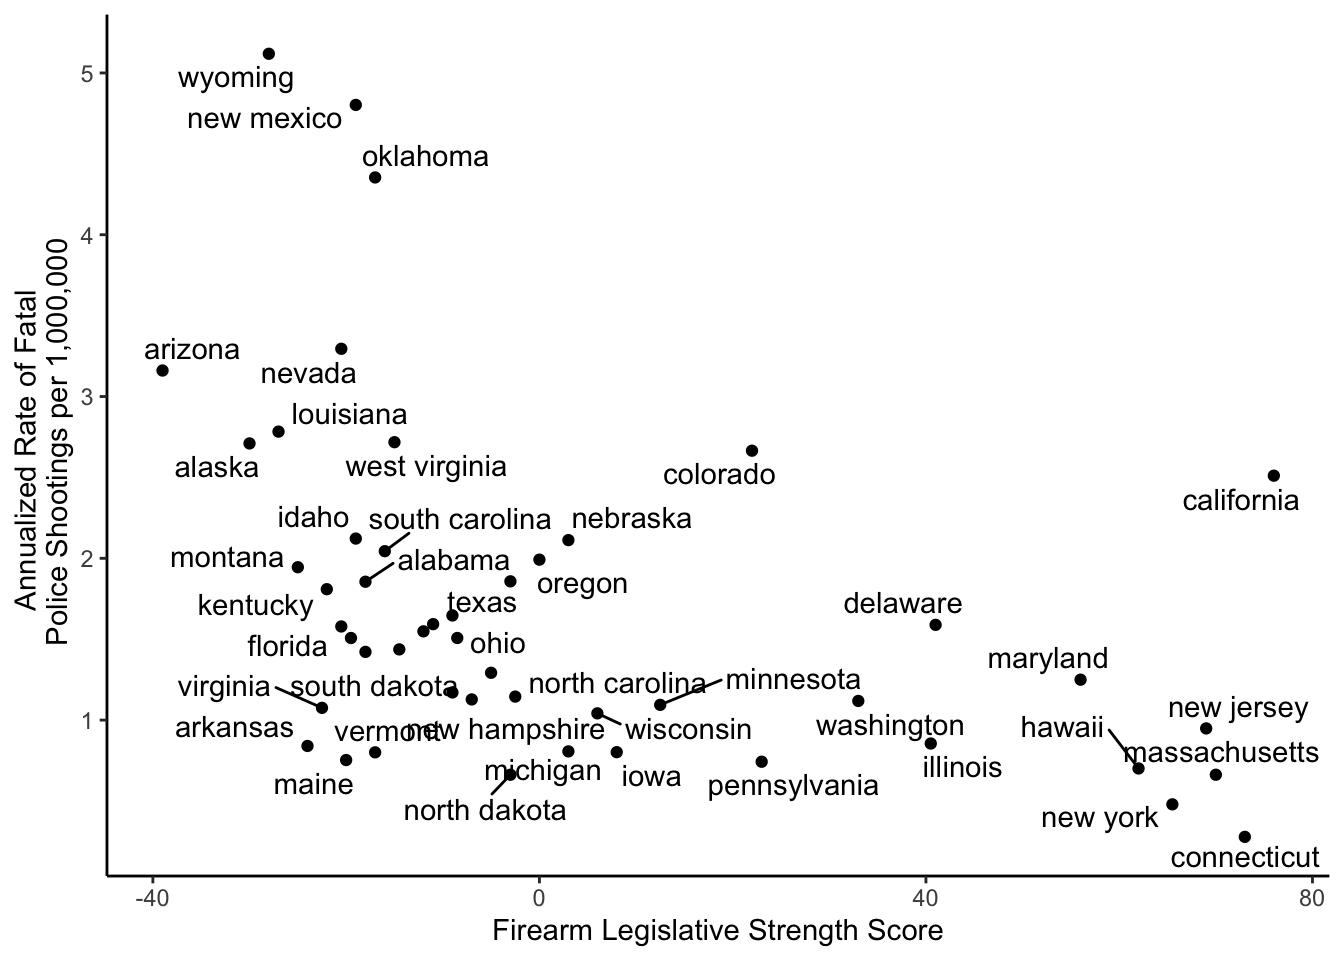 5
wyoming
new mexico
oklahoma
4
arizona
nevada
3
louisiana
alaska
west virginia
colorado
california
idaho
south carolina
nebraska
montana
2
alabama
oregon
kentucky
texas
delaware
florida
ohio
maryland
virginia
south dakota
north carolina
minnesota
new jersey
1
arkansas
vermont
new hampshire
wisconsin
washington
hawaii
massachusetts
maine
michigan
iowa
pennsylvania
illinois
north dakota
new york
connecticut
Annualized Rate of Fatal
Police Shootings per 1,000,000
-40
0
40
80
Firearm Legislative Strength Score